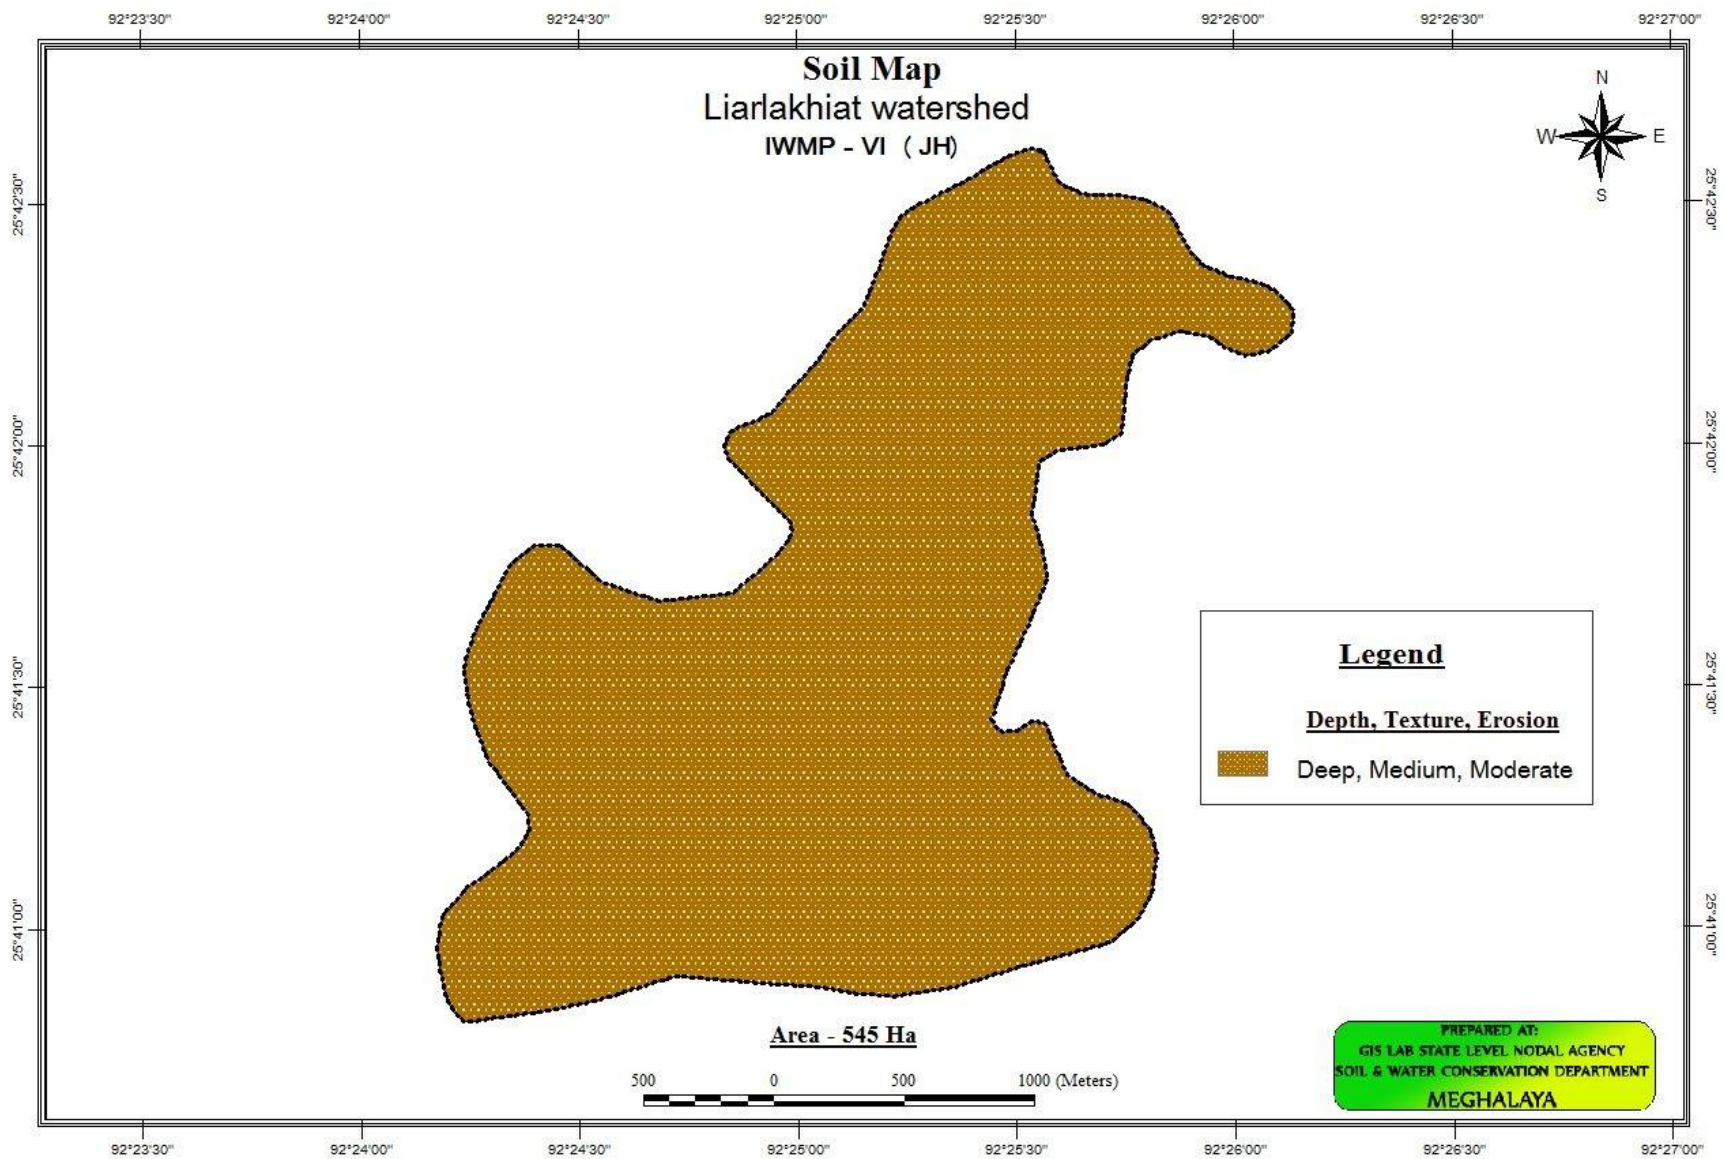 92°23'30" 92°24'00" 92°24'30" 92°25'00" 92°25'30" 92°26'00" 92°26'30" 92°27'00"
Soil Map
Liarlakhiat watershed
IWMP - VI ( JH)
N
W E
S
25°42'30" 25°42'30"
25°42'00" 25°42'00"
25°41'30" 25°41'30"
25°41'00" 25°41'00"
Legend
Depth, Texture, Erosion
Deep, Medium, Moderate
Area - 545 Ha
500 0 500 1000 (Meters)
PREPARED AT:
GIS LAB STATE LEVEL NODAL AGENCY
SOIL & WATER CONSERVATION DEPARTMENT
MEGHALAYA
92°23'30" 92°24'00" 92°24'30" 92°25'00" 92°25'30" 92°26'00" 92°26'30" 92°27'00"